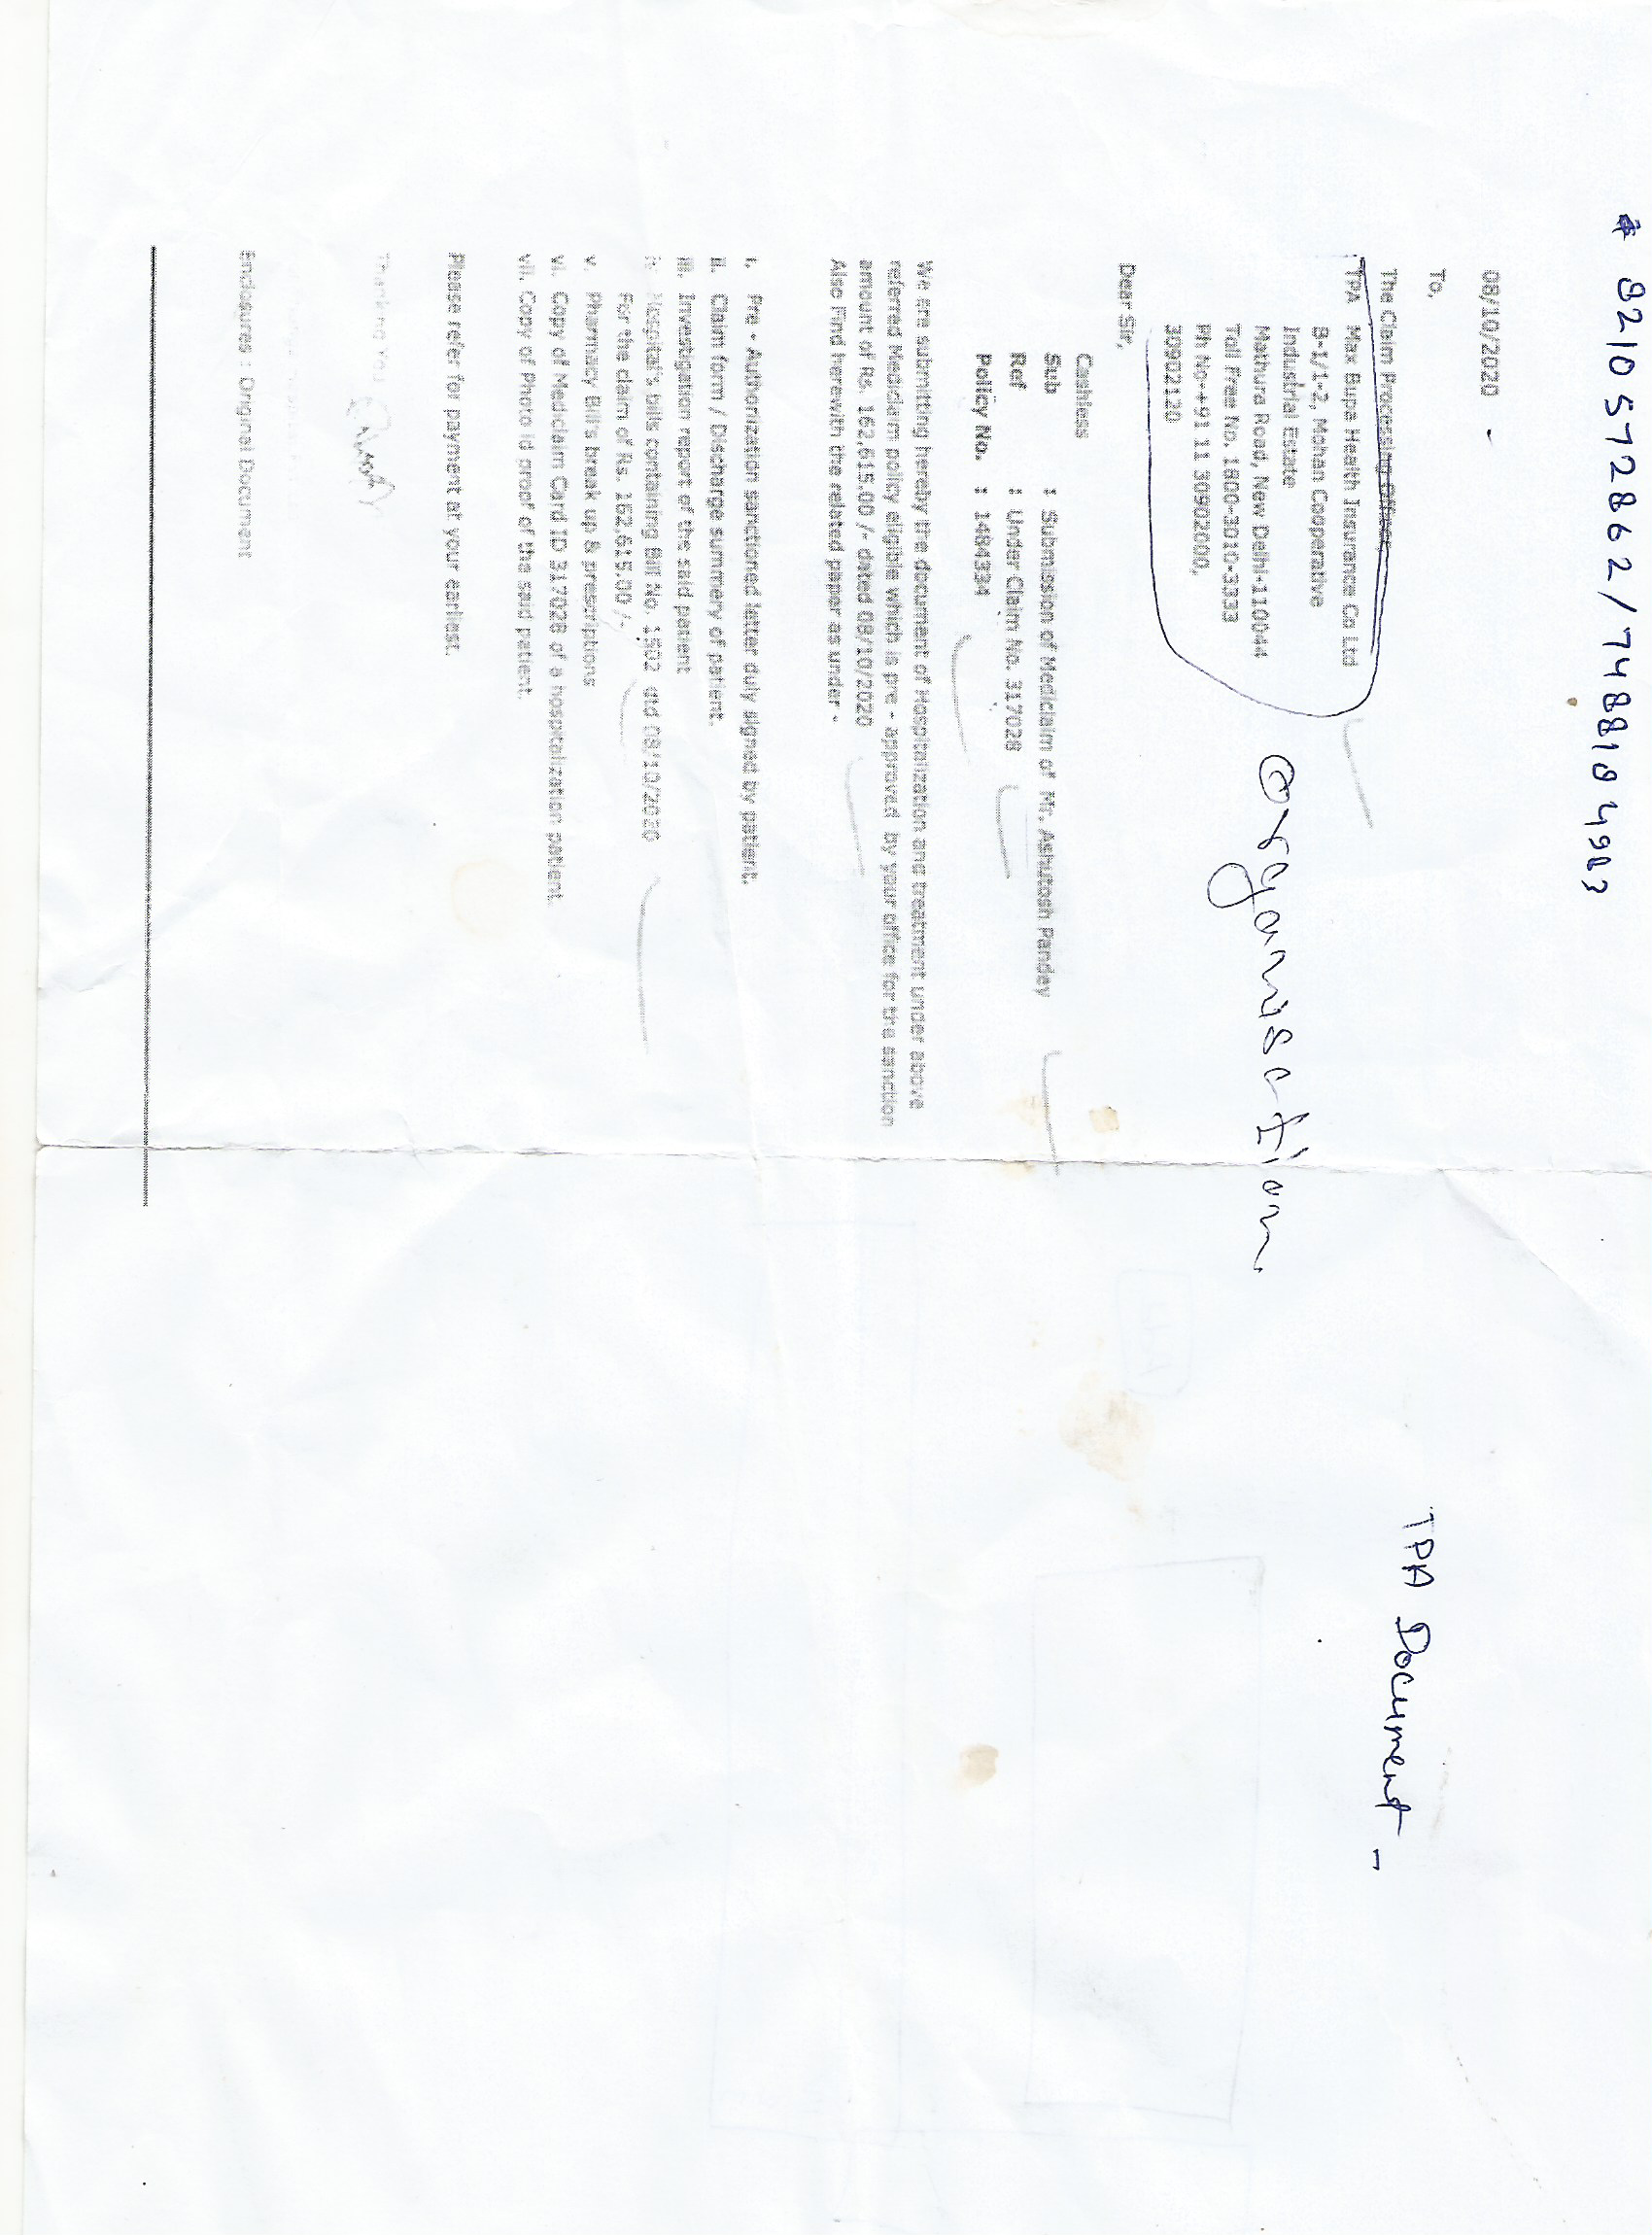 * 8210572862 / 7488104983
08/10/2020
To,
The Claim Processing Officer
TPA Max Bupa Health Insurance Co Ltd
B-1/1-2, Mohan Cooperative
Industrial Estate
Mathura Road, New Delhi-110044
Toll Free No. 1800-3010-3333
Ph No-+91 11 30902000,
30902120
Organisation
TPA Document -
Dear Sir,
Cashless
Sub : Submission of Mediclaim of Mr. Ashutosh Panday
Ref : Under Claim No. 317028
Policy No. : 1484334
We are submitting hereby the document of Hospitalization and treatment under above
referred Mediclaim policy eligible which is pre - approved by your office for the sanction
amount of Rs. 162,615.00 /- dated 08/10/2020
Also Find herewith the related paper as under -
i. Pre - Authorization sanctioned latter duly signed by patient.
ii. Claim form / Discharge summery of patient.
iii. Investigation report of the said patient
iv. Hospital's bills containing Bill No. 1502 dtd 08/10/2020
For the claim of Rs. 162,615.00 /-
v. Pharmacy Bill's break up & prescriptions
vi. Copy of Mediclaim Card ID 317028 of a hospitalization patient
vii. Copy of Photo id proof of the said patient.
Please refer for payment at your earliest.
Thanking you
Enclosures : Original Document